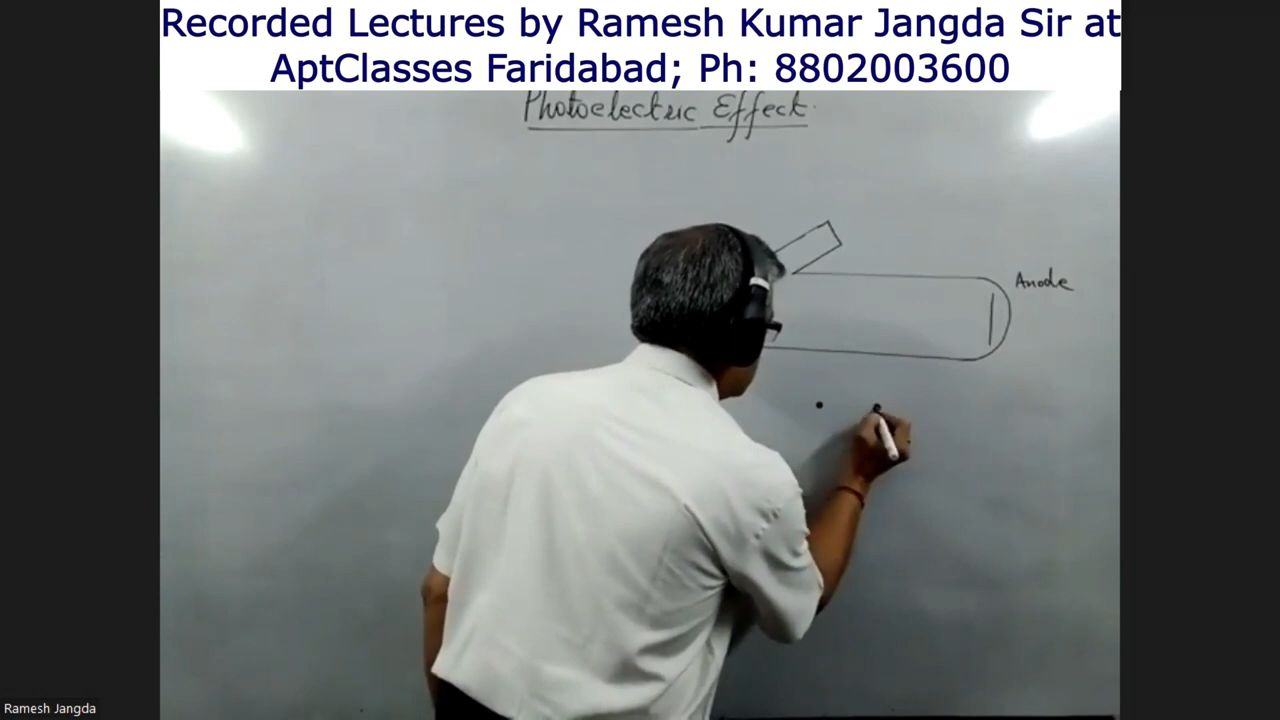 Recorded Lectures by Ramesh Kumar Jangda Sir at
AptClasses Faridabad; Ph: 8802003600
Photoelectric Effect.
Anode
Ramesh Jangda